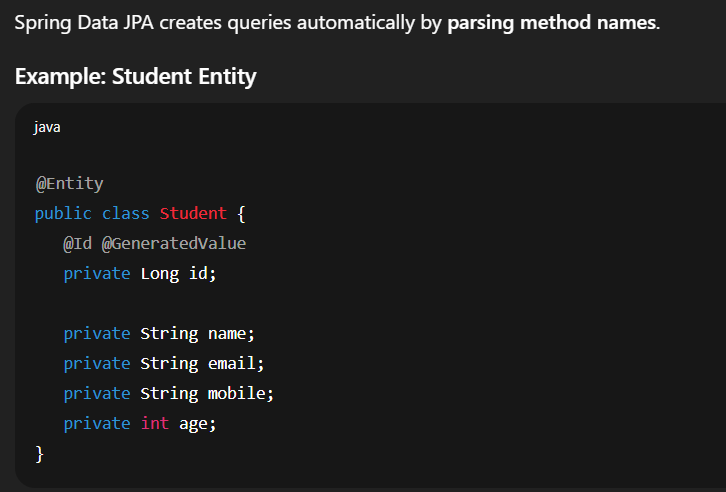 Spring Data JPA creates queries automatically by parsing method names.
Example: Student Entity
java
@Entity
public class Student {
@Id @GeneratedValue
private Long id;
private String name;
private String email;
private String mobile;
private int age;
}